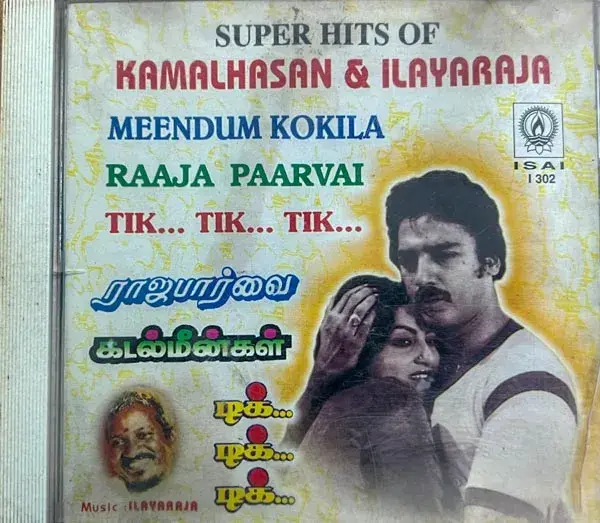 SUPER HITS OF
KAMALHASAN & ILAYARAJA
MEENDUM KOKILA
RAAJA PAARVAI
TIK... TIK... TIK...
ISAI
I 302
ராஜபார்வை
கடல்மீன்கள்
டிக்...
டிக்...
டிக்...
Music : ILAYARAJA